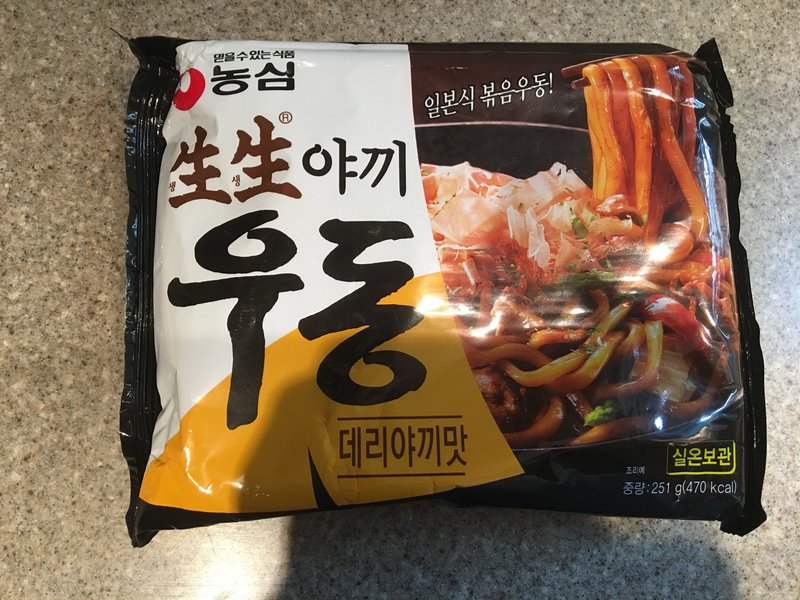 믿을 수 있는 식품
농심
일본식 볶음우동!
生생生생® 야끼
우동
데리야끼맛
실온보관
조리예
중량:251 g(470 kcal)